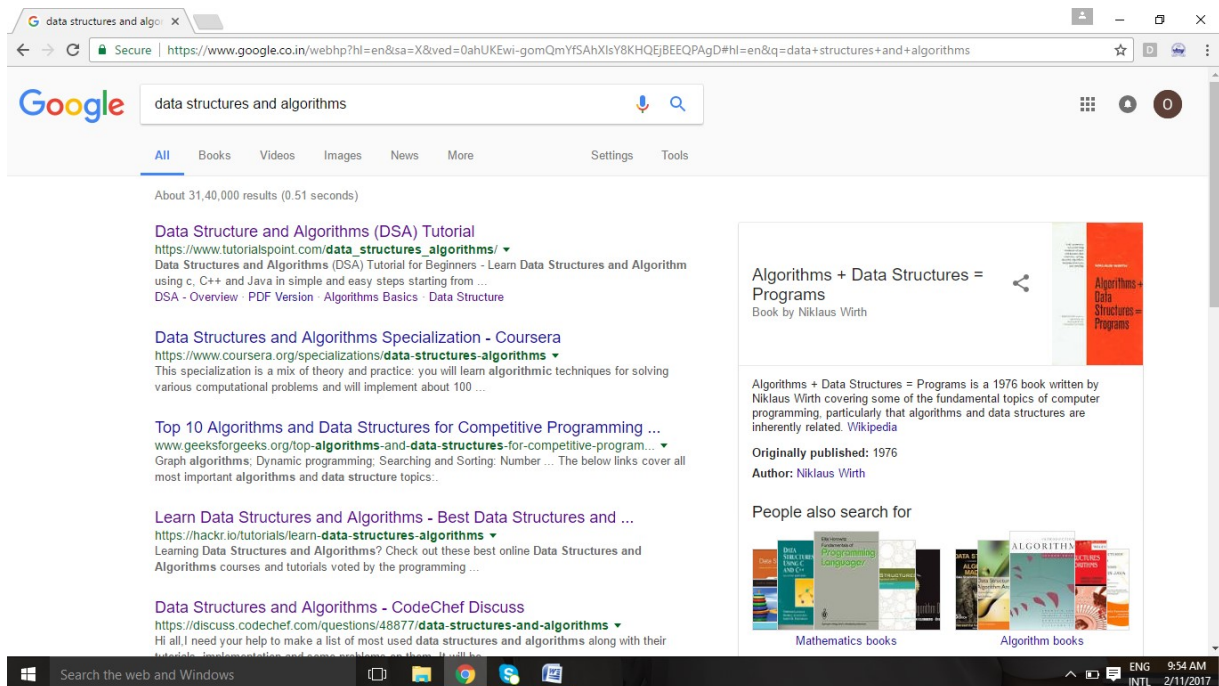 data structures and algo
Secure https://www.google.co.in/webhp?hl=en&sa=X&ved=0ahUKEwi-gomQmYfSAhXIsY8KHQEjBEEQPAgD#hl=en&q=data+structures+and+algorithms
D
Google data structures and algorithms
O
All Books Videos Images News More Settings Tools
About 31,40,000 results (0.51 seconds)
Data Structure and Algorithms (DSA) Tutorial
https://www.tutorialspoint.com/data_structures_algorithms/
Data Structures and Algorithms (DSA) Tutorial for Beginners - Learn Data Structures and Algorithm
using c, C++ and Java in simple and easy steps starting from ...
DSA - Overview · PDF Version · Algorithms Basics · Data Structure
Data Structures and Algorithms Specialization - Coursera
https://www.coursera.org/specializations/data-structures-algorithms
This specialization is a mix of theory and practice: you will learn algorithmic techniques for solving
various computational problems and will implement about 100 ...
Top 10 Algorithms and Data Structures for Competitive Programming ...
www.geeksforgeeks.org/top-algorithms-and-data-structures-for-competitive-program...
Graph algorithms; Dynamic programming; Searching and Sorting: Number ... The below links cover all
most important algorithms and data structure topics:.
Learn Data Structures and Algorithms - Best Data Structures and ...
https://hackr.io/tutorials/learn-data-structures-algorithms
Learning Data Structures and Algorithms? Check out these best online Data Structures and
Algorithms courses and tutorials voted by the programming ...
Data Structures and Algorithms - CodeChef Discuss
https://discuss.codechef.com/questions/48877/data-structures-and-algorithms
Hi all,I need your help to make a list of most used data structures and algorithms along with their
Algorithms + Data Structures =
Programs
Book by Niklaus Wirth
Algorithms +
Data
Structures =
Programs
Algorithms + Data Structures = Programs is a 1976 book written by
Niklaus Wirth covering some of the fundamental topics of computer
programming, particularly that algorithms and data structures are
inherently related. Wikipedia
Originally published: 1976
Author: Niklaus Wirth
People also search for
DATA
STRUCTURES
USING C
AND C++
Fundamentals of
Programming
Languages
ALGORITHM
Mathematics books
Algorithm books
Search the web and Windows
ENG 9:54 AM
INTL 2/11/2017